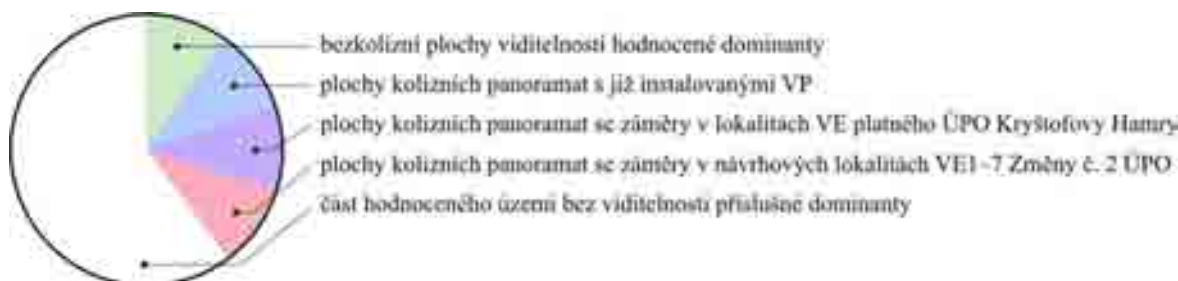 bezkolizní plochy viditelnosti hodnocené dominanty
plochy kolizních panoramat s již instalovanými VP
plochy kolizních panoramat se záměry v lokalitách VE platného ÚPO Kryštofovy Hamry
plochy kolizních panoramat se záměry v návrhových lokalitách VE1-7 Změny č. 2 ÚPO
část hodnoceného území bez viditelnosti příslušné dominanty